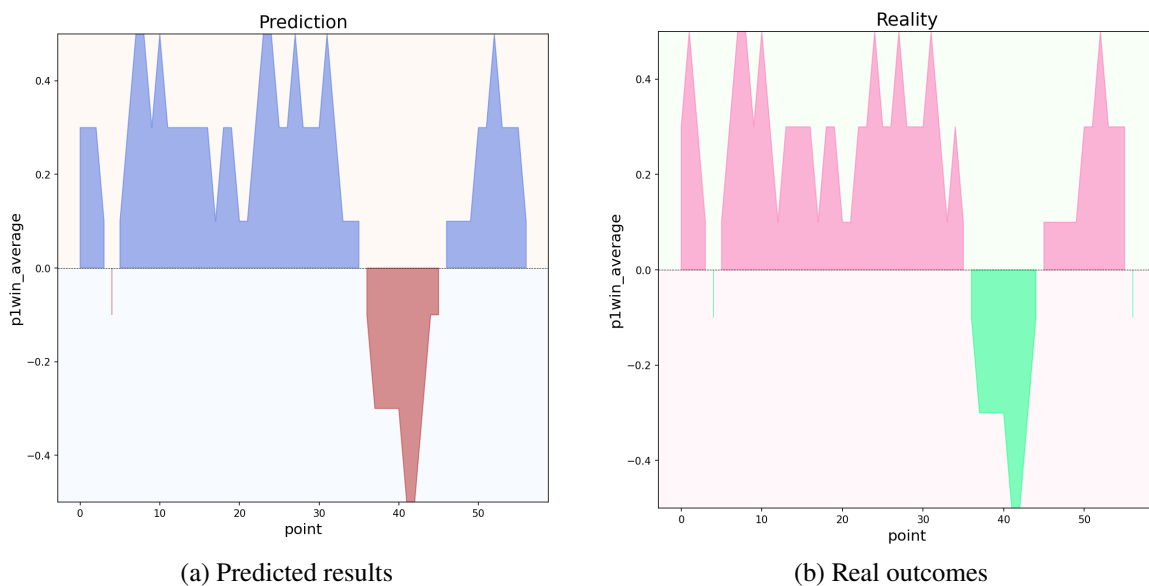 Prediction
0.4
0.2
0.0
−0.2
−0.4
p1win_average
0 10 20 30 40 50
point
(a) Predicted results
Reality
0.4
0.2
0.0
−0.2
−0.4
p1win_average
0 10 20 30 40 50
point
(b) Real outcomes